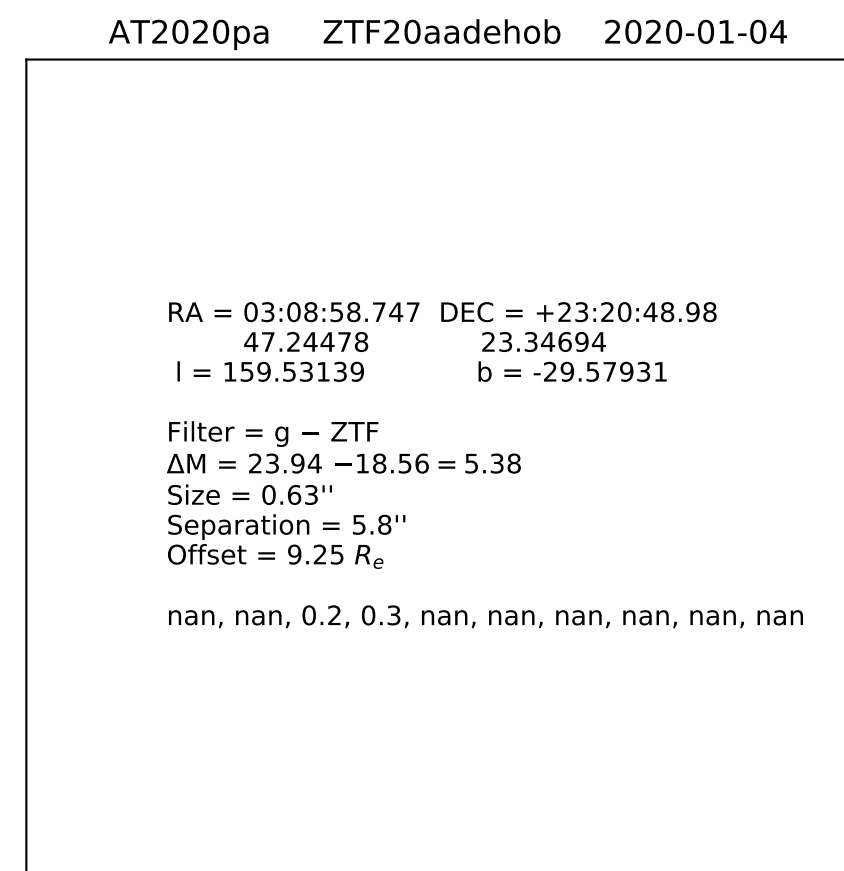 AT2020pa ZTF20aadehob 2020-01-04
RA = 03:08:58.747 DEC = +23:20:48.98
47.24478 23.34694
l = 159.53139 b = -29.57931
Filter = g − ZTF
ΔM = 23.94 −18.56 = 5.38
Size = 0.63''
Separation = 5.8''
Offset = 9.25 Re
nan, nan, 0.2, 0.3, nan, nan, nan, nan, nan, nan